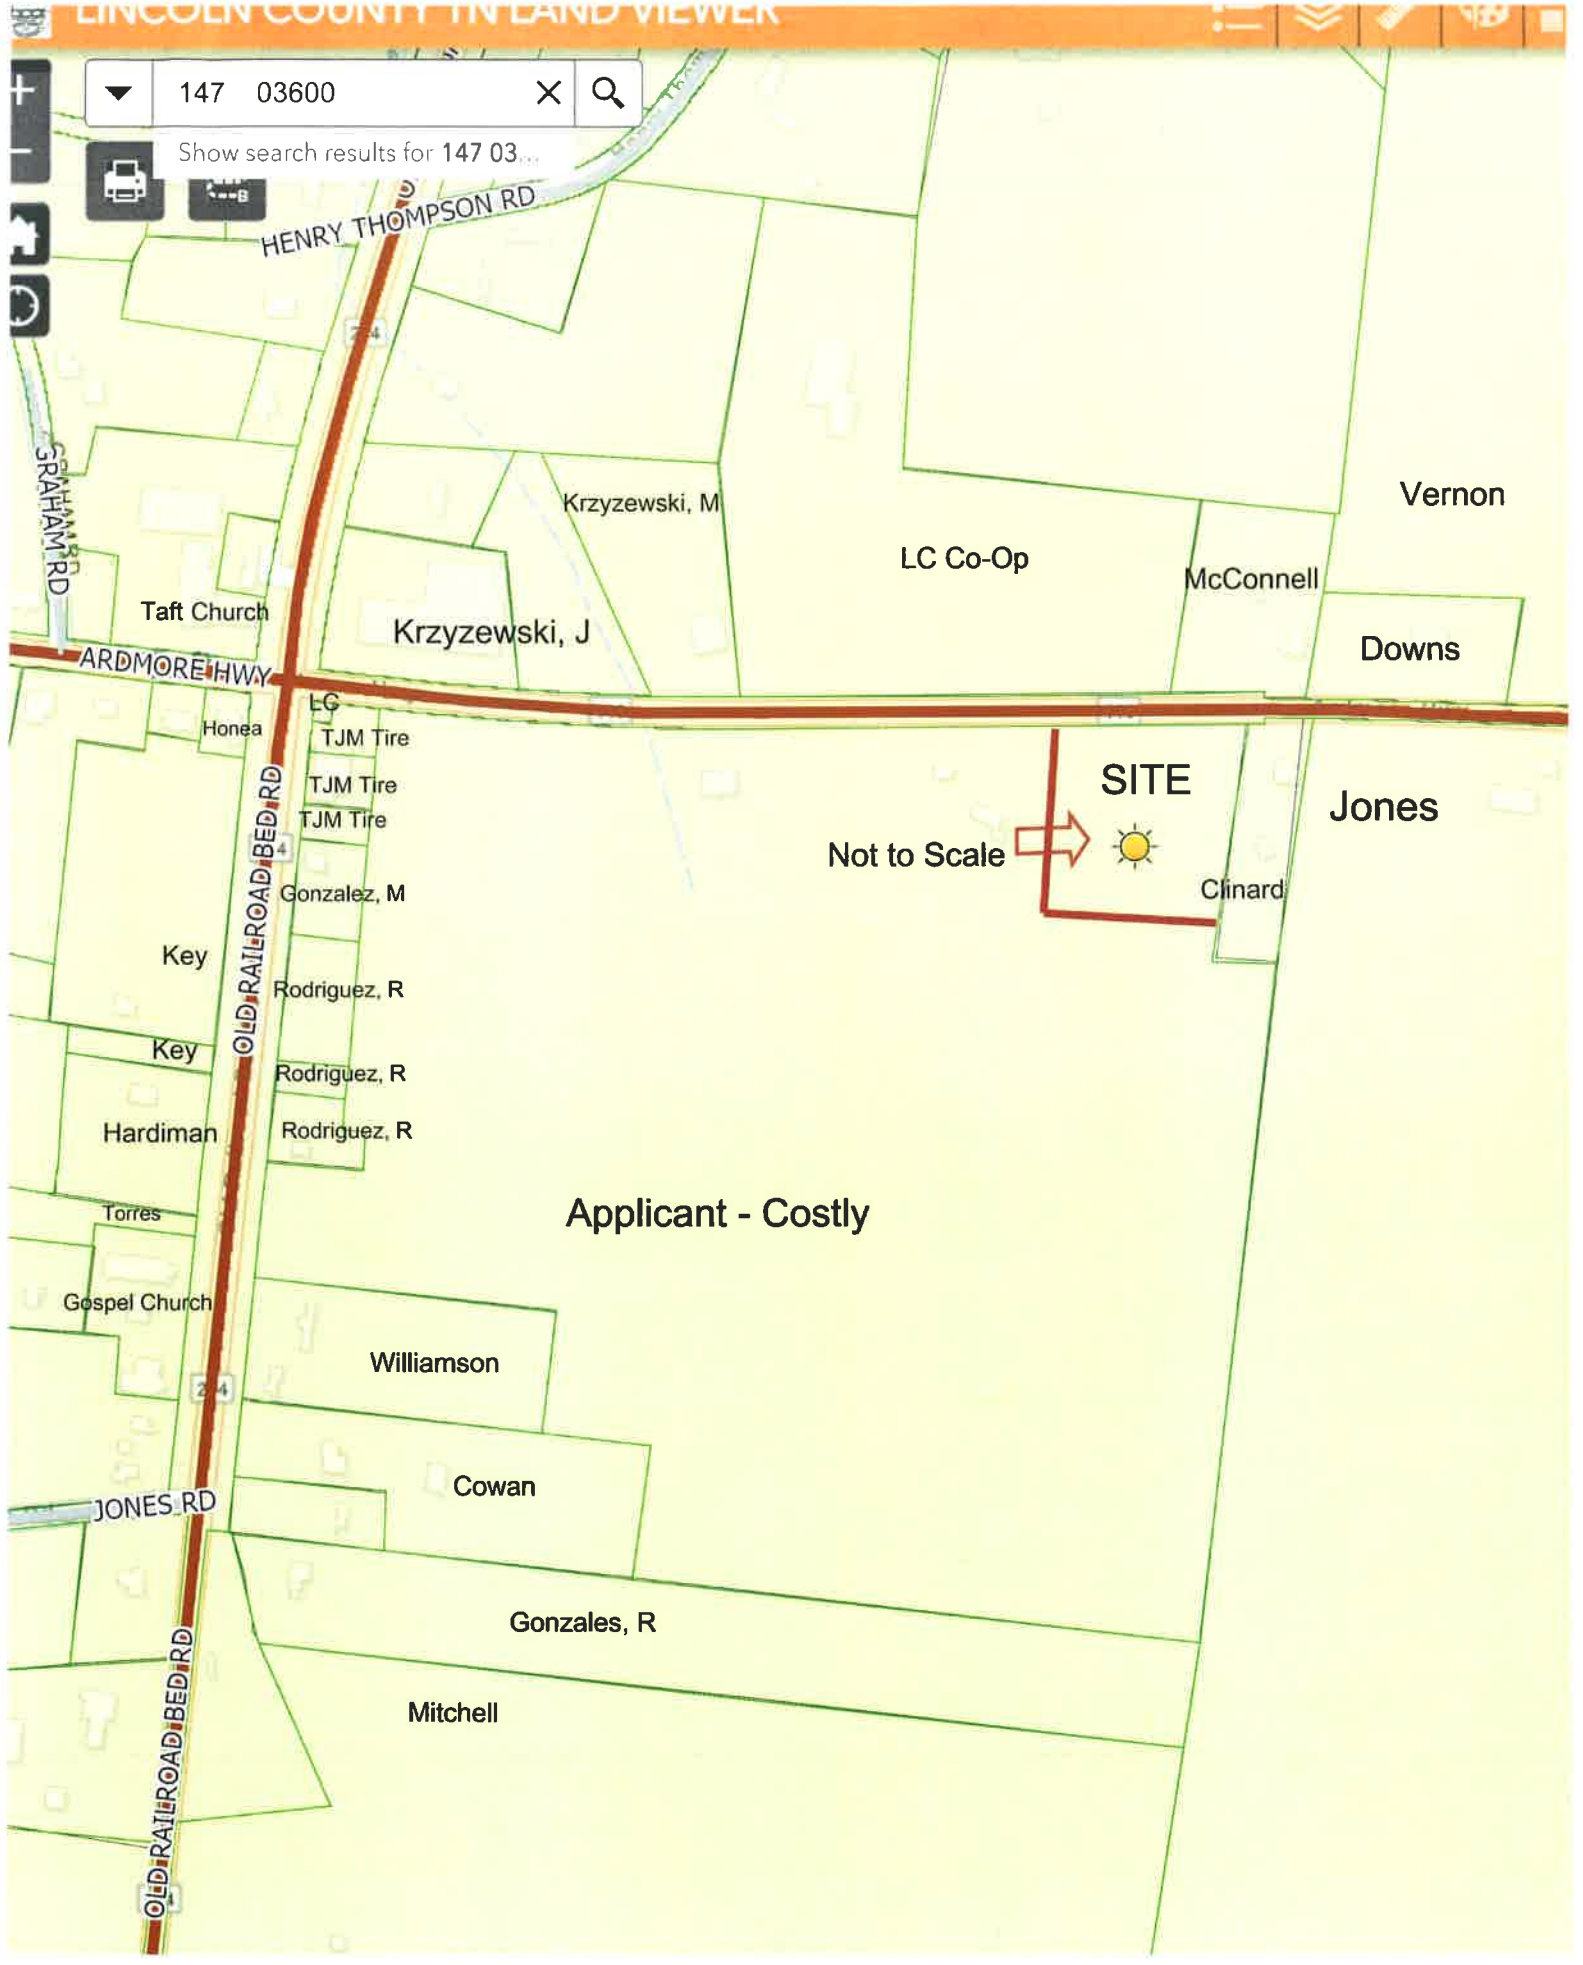 LINCOLN COUNTY TN LAND VIEWER
147 03600
Show search results for 147 03...
B
HENRY THOMPSON RD
GRAHAM RD
GRAHAM RD
Krzyzewski, M
Vernon
LC Co-Op
McConnell
Taft Church
Krzyzewski, J
Downs
ARDMORE HWY
LC
Honea
TJM Tire
SITE
TJM Tire
Jones
TJM Tire
Not to Scale
OLD RAILROAD BED RD
Gonzalez, M
Clinard
Key
Rodriguez, R
Key
Rodriguez, R
Hardiman
Rodriguez, R
Torres
Applicant - Costly
Gospel Church
Williamson
Cowan
JONES RD
Gonzales, R
OLD RAILROAD BED RD
Mitchell